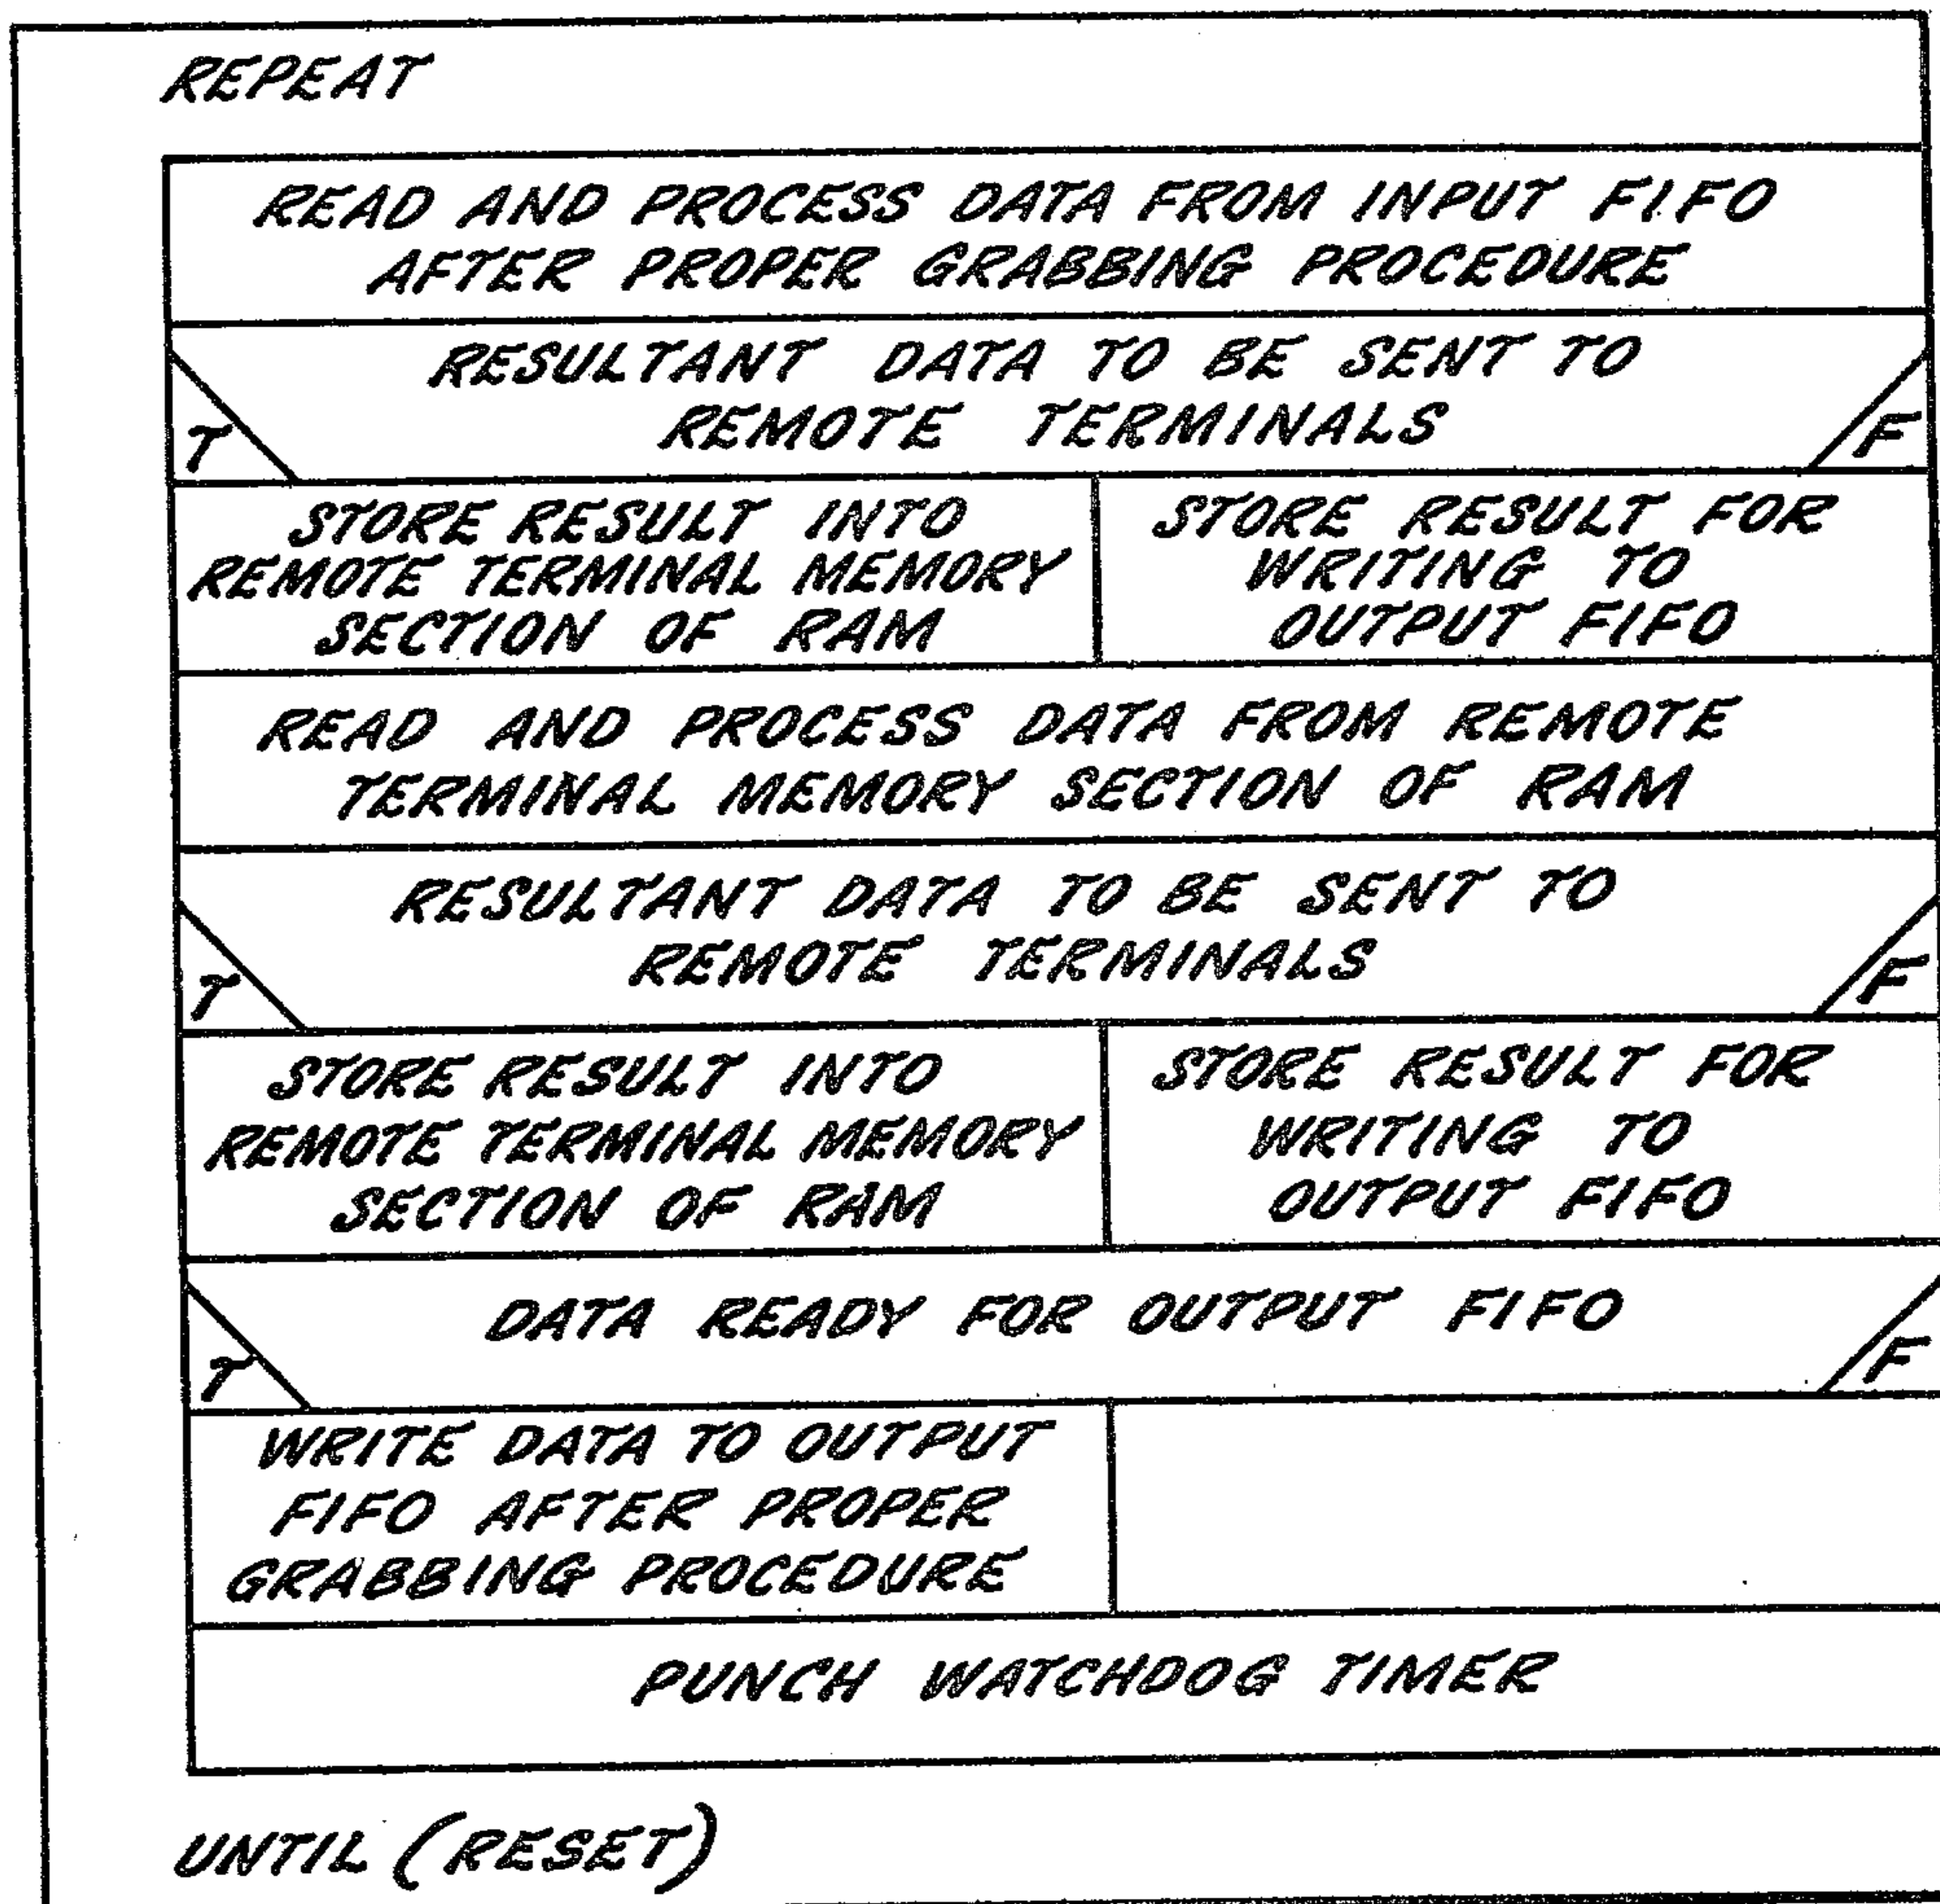 REPEAT
READ AND PROCESS DATA FROM INPUT FIFO
AFTER PROPER GRABBING PROCEDURE
RESULTANT DATA TO BE SENT TO
REMOTE TERMINALS
T
F
STORE RESULT INTO
REMOTE TERMINAL MEMORY
SECTION OF RAM
STORE RESULT FOR
WRITING TO
OUTPUT FIFO
READ AND PROCESS DATA FROM REMOTE
TERMINAL MEMORY SECTION OF RAM
RESULTANT DATA TO BE SENT TO
REMOTE TERMINALS
T
F
STORE RESULT INTO
REMOTE TERMINAL MEMORY
SECTION OF RAM
STORE RESULT FOR
WRITING TO
OUTPUT FIFO
DATA READY FOR OUTPUT FIFO
T
F
WRITE DATA TO OUTPUT
FIFO AFTER PROPER
GRABBING PROCEDURE
PUNCH WATCHDOG TIMER
UNTIL (RESET)